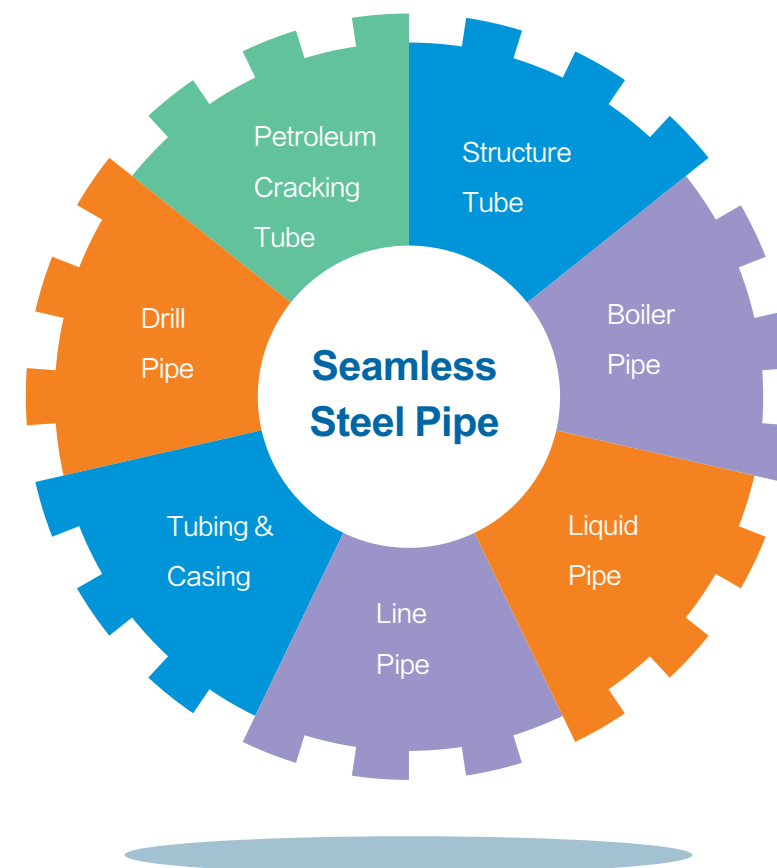 Petroleum
Cracking
Tube
Structure
Tube
Boiler
Pipe
Liquid
Pipe
Line
Pipe
Tubing &
Casing
Drill
Pipe
Seamless
Steel Pipe